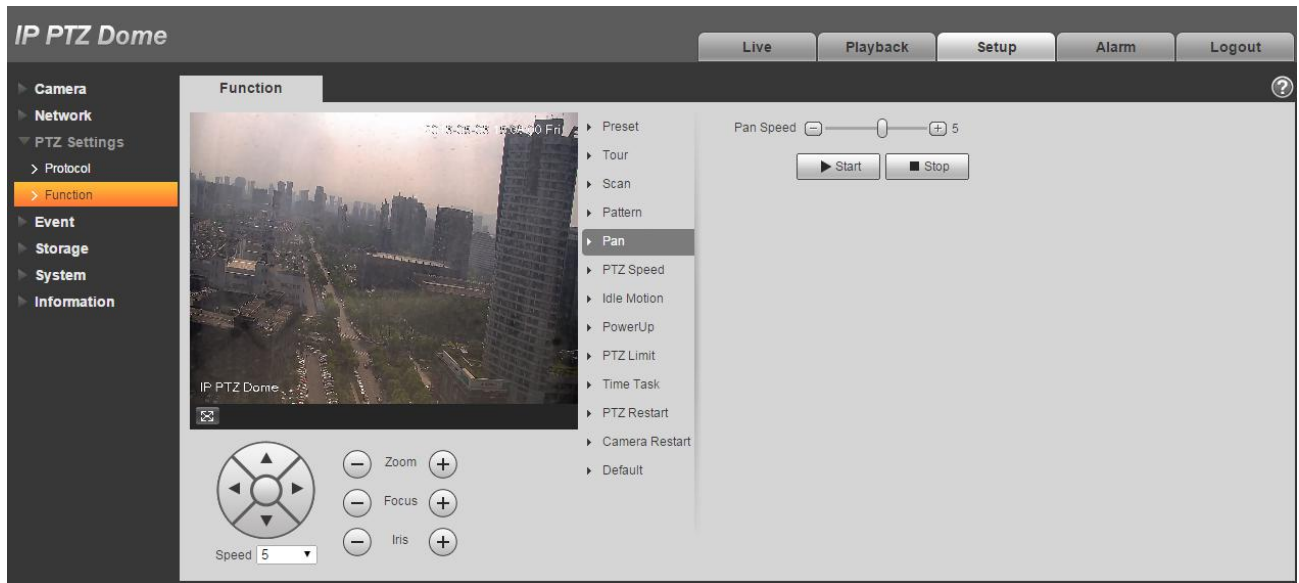 IP PTZ Dome
Live
Playback
Setup
Alarm
Logout
?
Camera
Network
PTZ Settings
Protocol
Function
Event
Storage
System
Information
Function
Fri
IP PTZ Dome
Preset
Tour
Scan
Pattern
Pan
PTZ Speed
Idle Motion
PowerUp
PTZ Limit
Time Task
PTZ Restart
Camera Restart
Default
Pan Speed 5
Start
Stop
Zoom
Focus
Iris
Speed 5